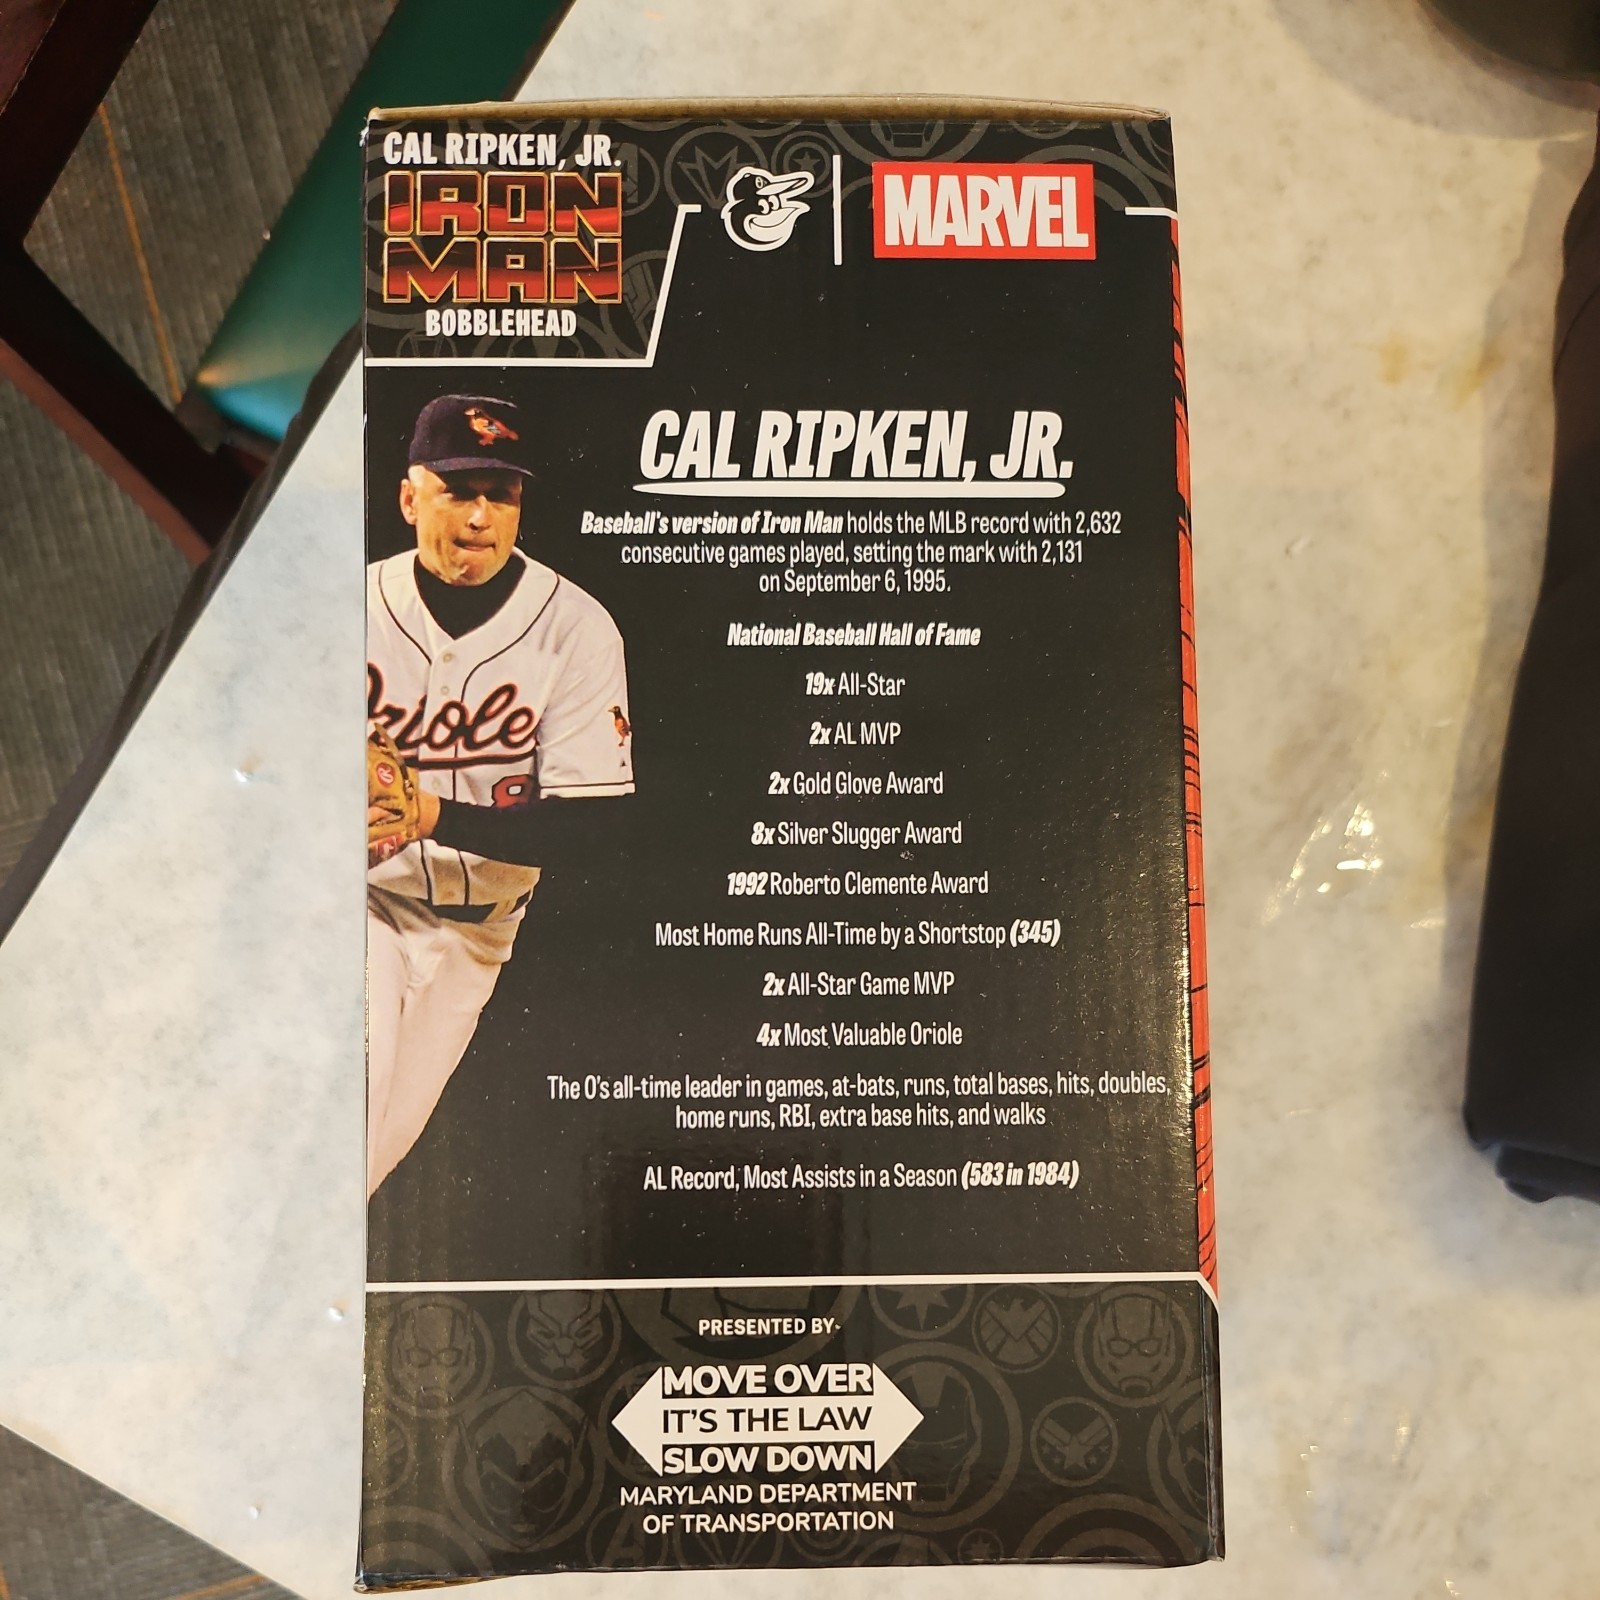 CAL RIPKEN, JR.
IRON
MAN
BOBBLEHEAD
MARVEL
CAL RIPKEN, JR.
Baseball's version of Iron Man holds the MLB record with 2,632
consecutive games played, setting the mark with 2,131
on September 6, 1995.
National Baseball Hall of Fame
19x All-Star
2x AL MVP
2x Gold Glove Award
8x Silver Slugger Award
1992 Roberto Clemente Award
Most Home Runs All-Time by a Shortstop (345)
2x All-Star Game MVP
4x Most Valuable Oriole
The O's all-time leader in games, at-bats, runs, total bases, hits, doubles,
home runs, RBI, extra base hits, and walks
AL Record, Most Assists in a Season (583 in 1984)
Oriole
8
PRESENTED BY
MOVE OVER
IT'S THE LAW
SLOW DOWN
MARYLAND DEPARTMENT
OF TRANSPORTATION